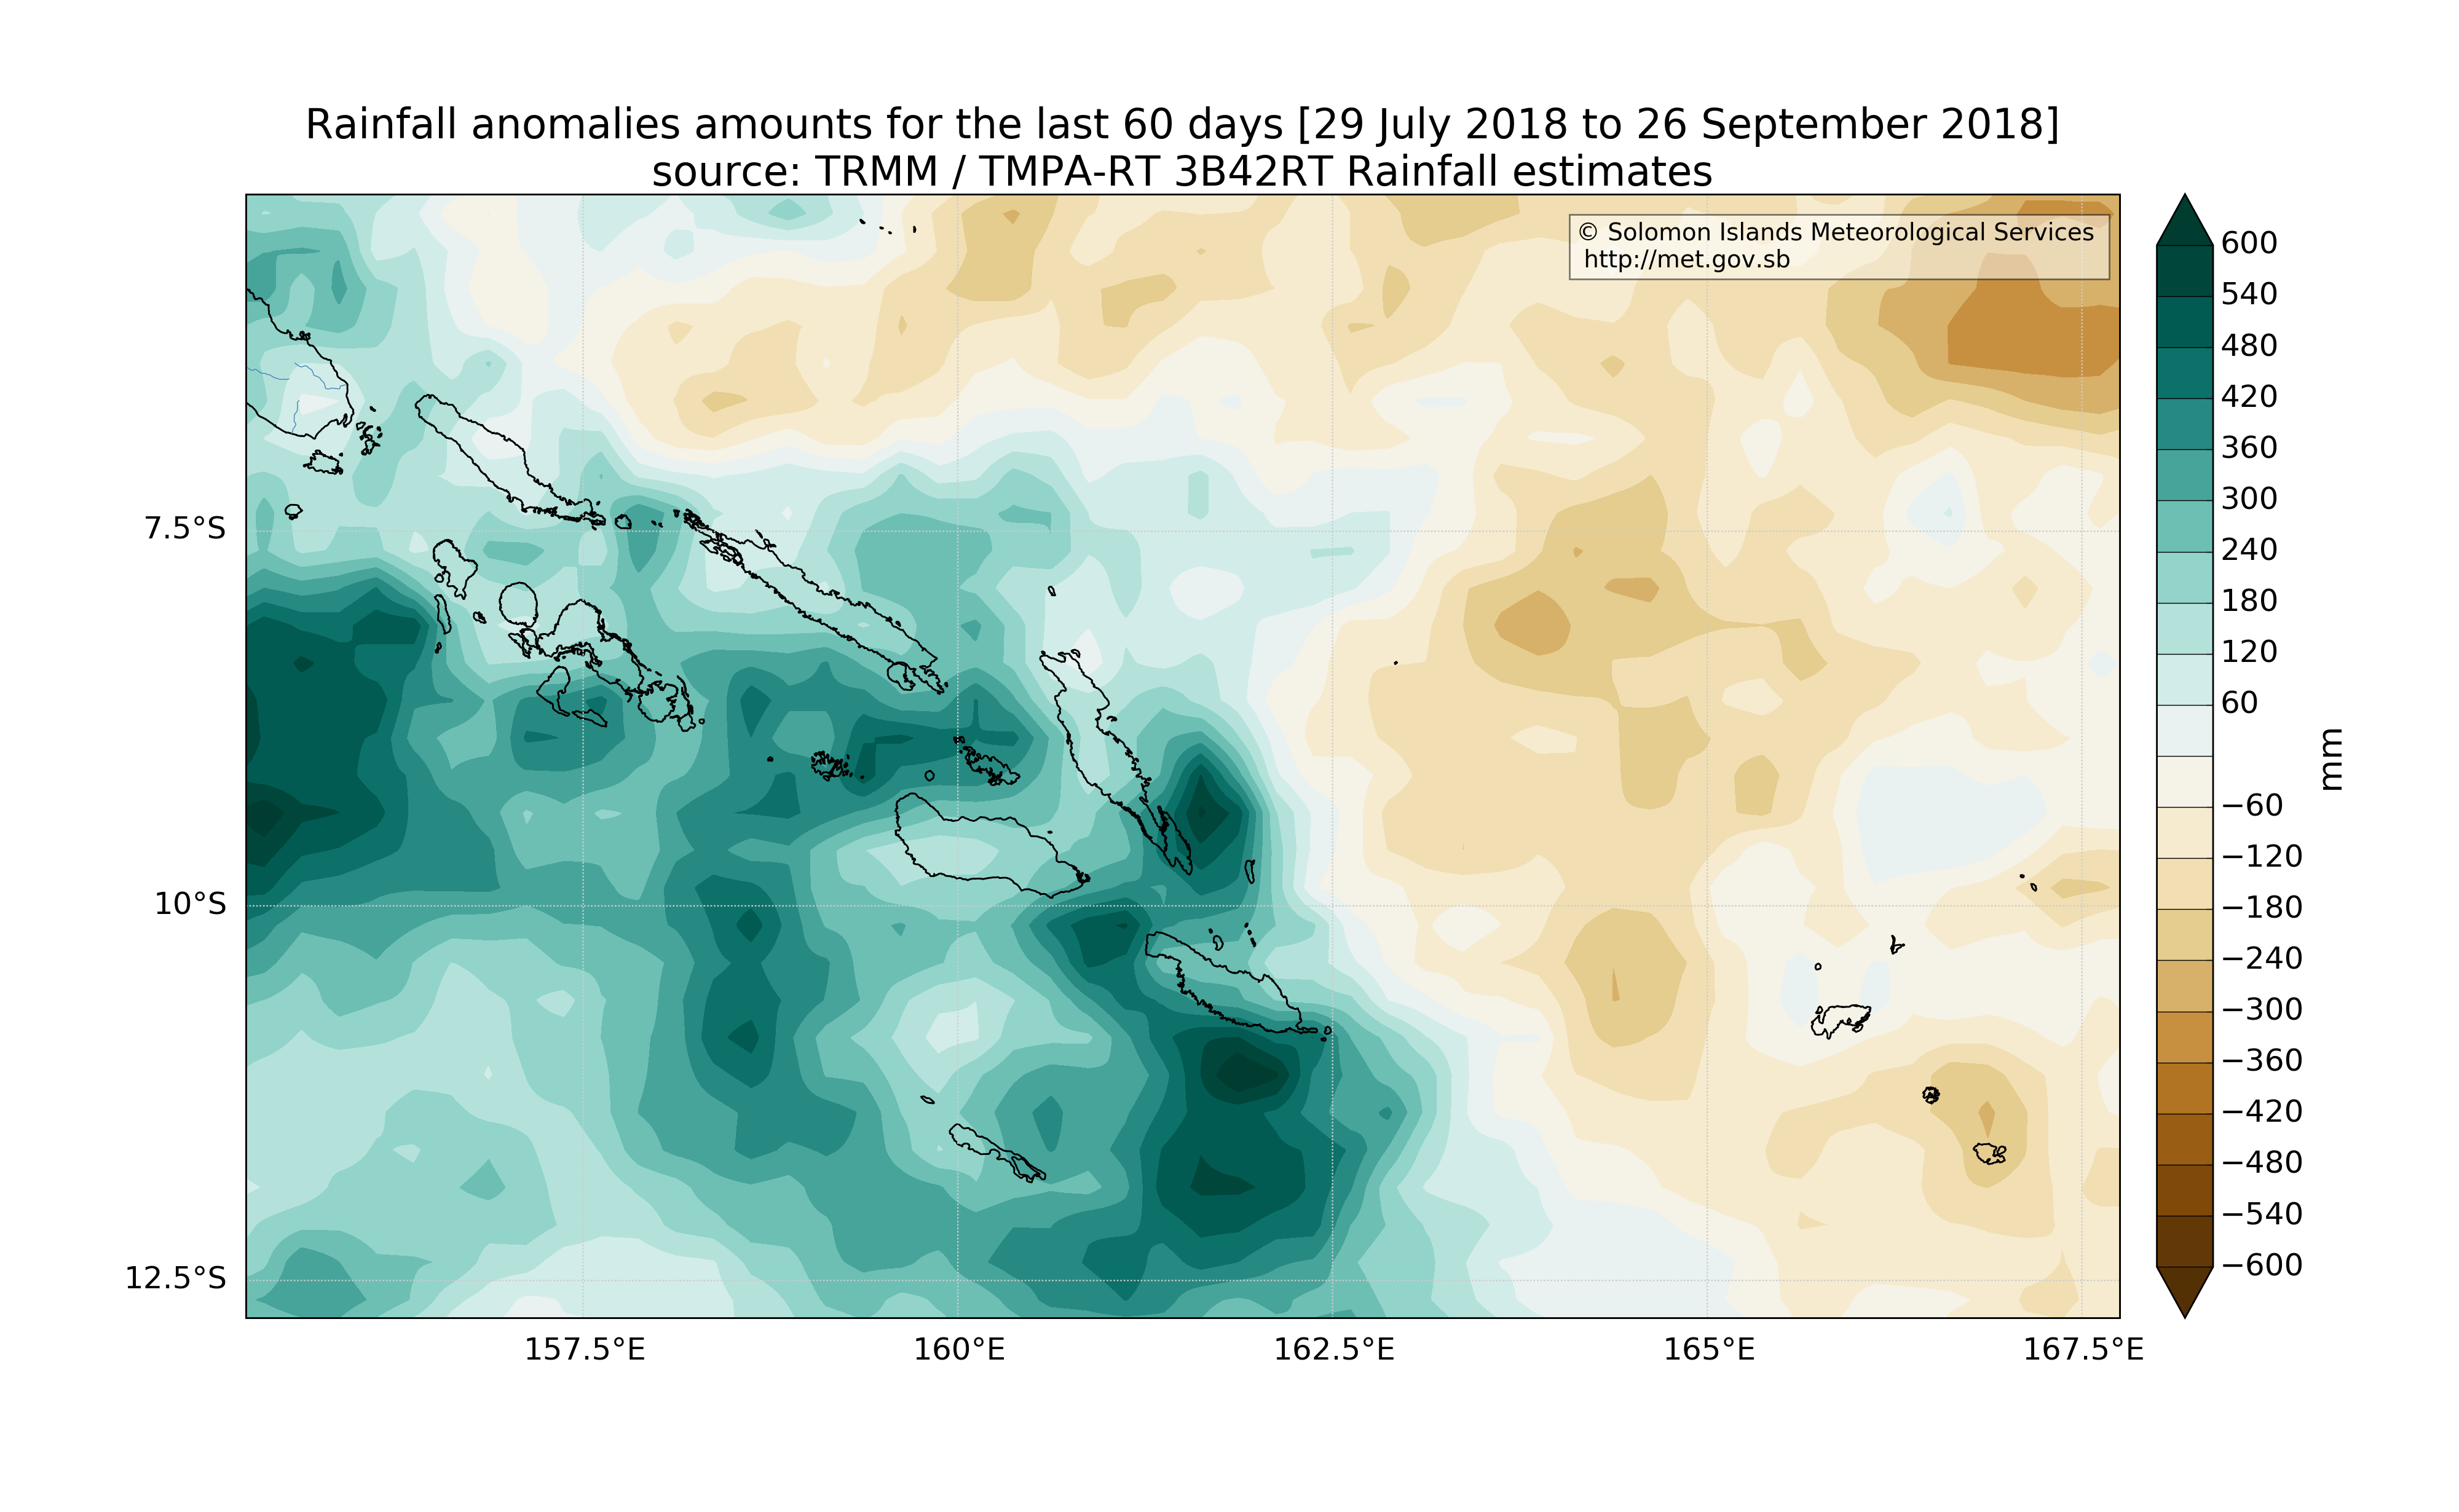 Rainfall anomalies amounts for the last 60 days [29 July 2018 to 26 September 2018]
source: TRMM / TMPA-RT 3B42RT Rainfall estimates
© Solomon Islands Meteorological Services
http://met.gov.sb
7.5°S
10°S
12.5°S
157.5°E
160°E
162.5°E
165°E
167.5°E
600
540
480
420
360
300
240
180
120
60
−60
−120
−180
−240
−300
−360
−420
−480
−540
−600
mm